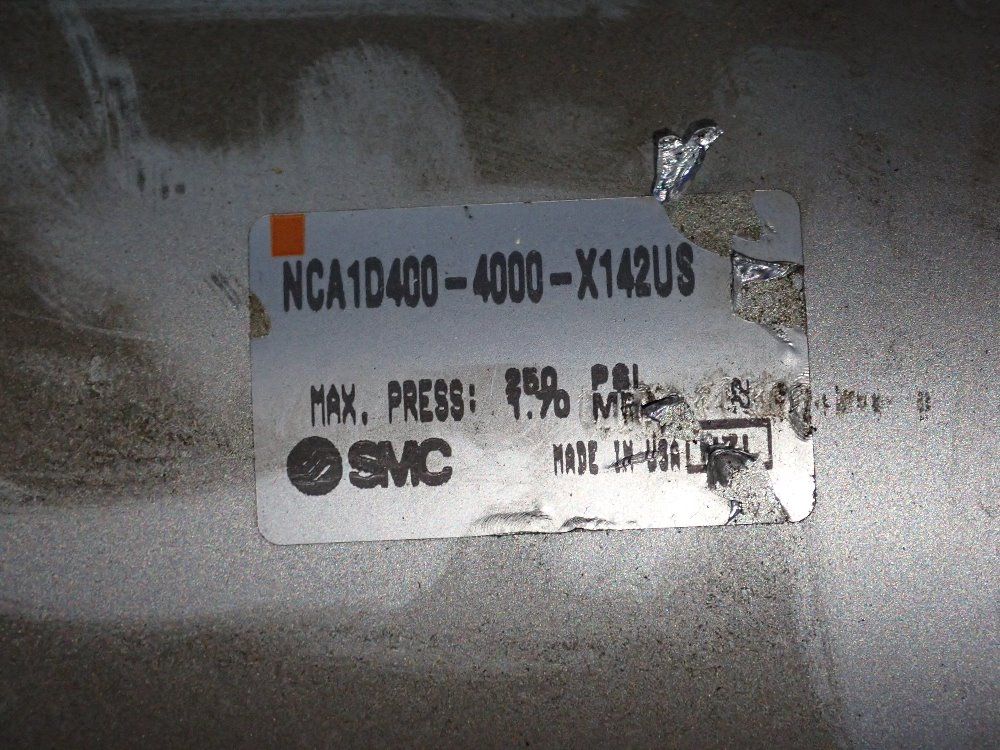 NCA1D400-4000-X142US
MAX. PRESS: 250 PSI
1.70
SMC
MADE IN USA